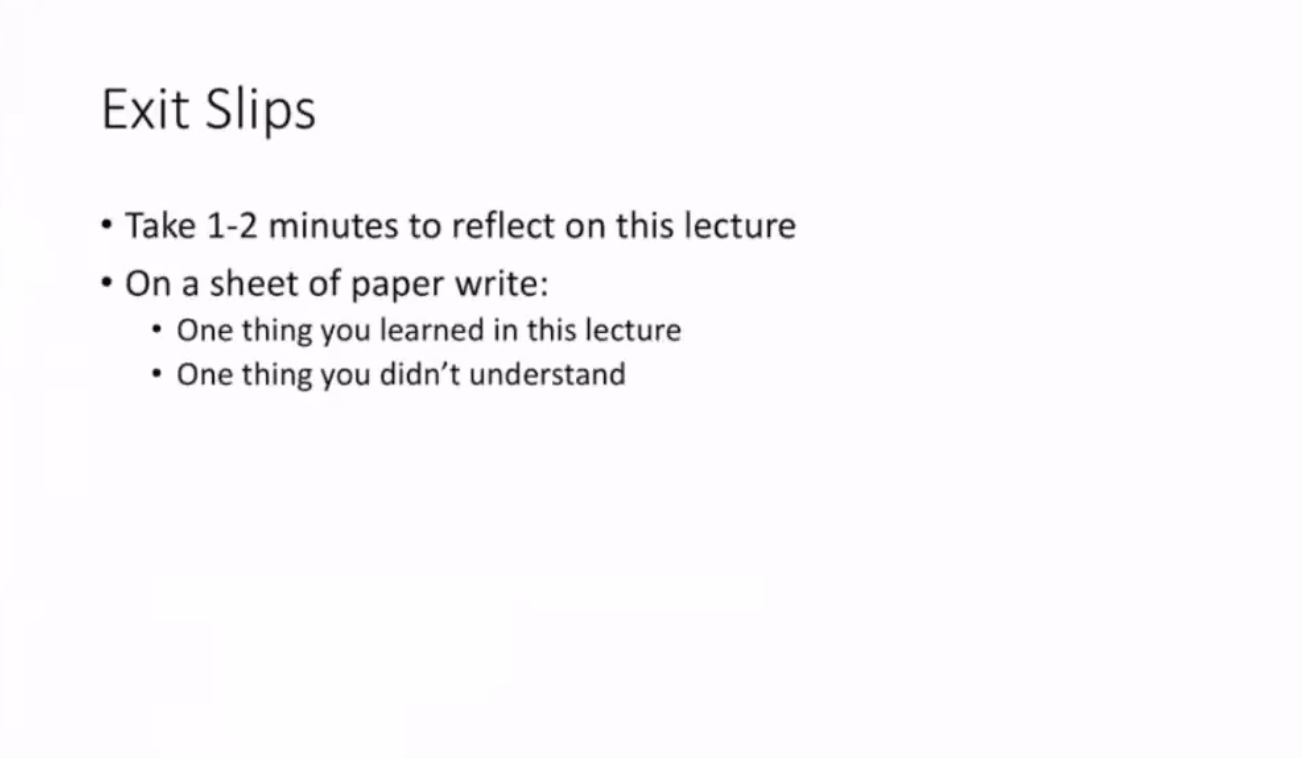 Exit Slips
• Take 1-2 minutes to reflect on this lecture
• On a sheet of paper write:
• One thing you learned in this lecture
• One thing you didn’t understand